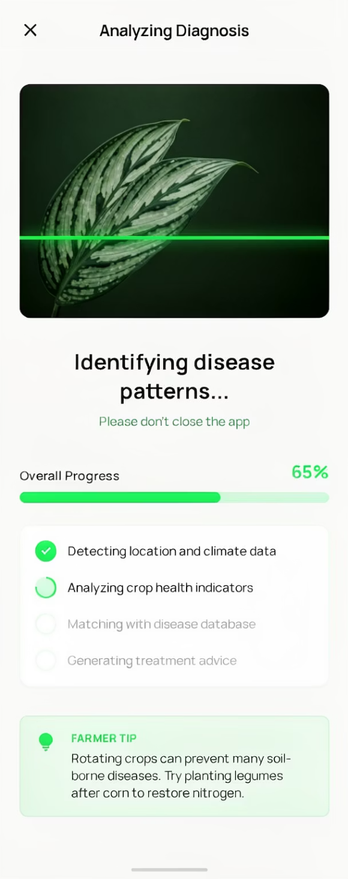 Analyzing Diagnosis
Identifying disease
patterns...
Please don't close the app
Overall Progress
65%
Detecting location and climate data
Analyzing crop health indicators
Matching with disease database
Generating treatment advice
FARMER TIP
Rotating crops can prevent many soil-
borne diseases. Try planting legumes
after corn to restore nitrogen.